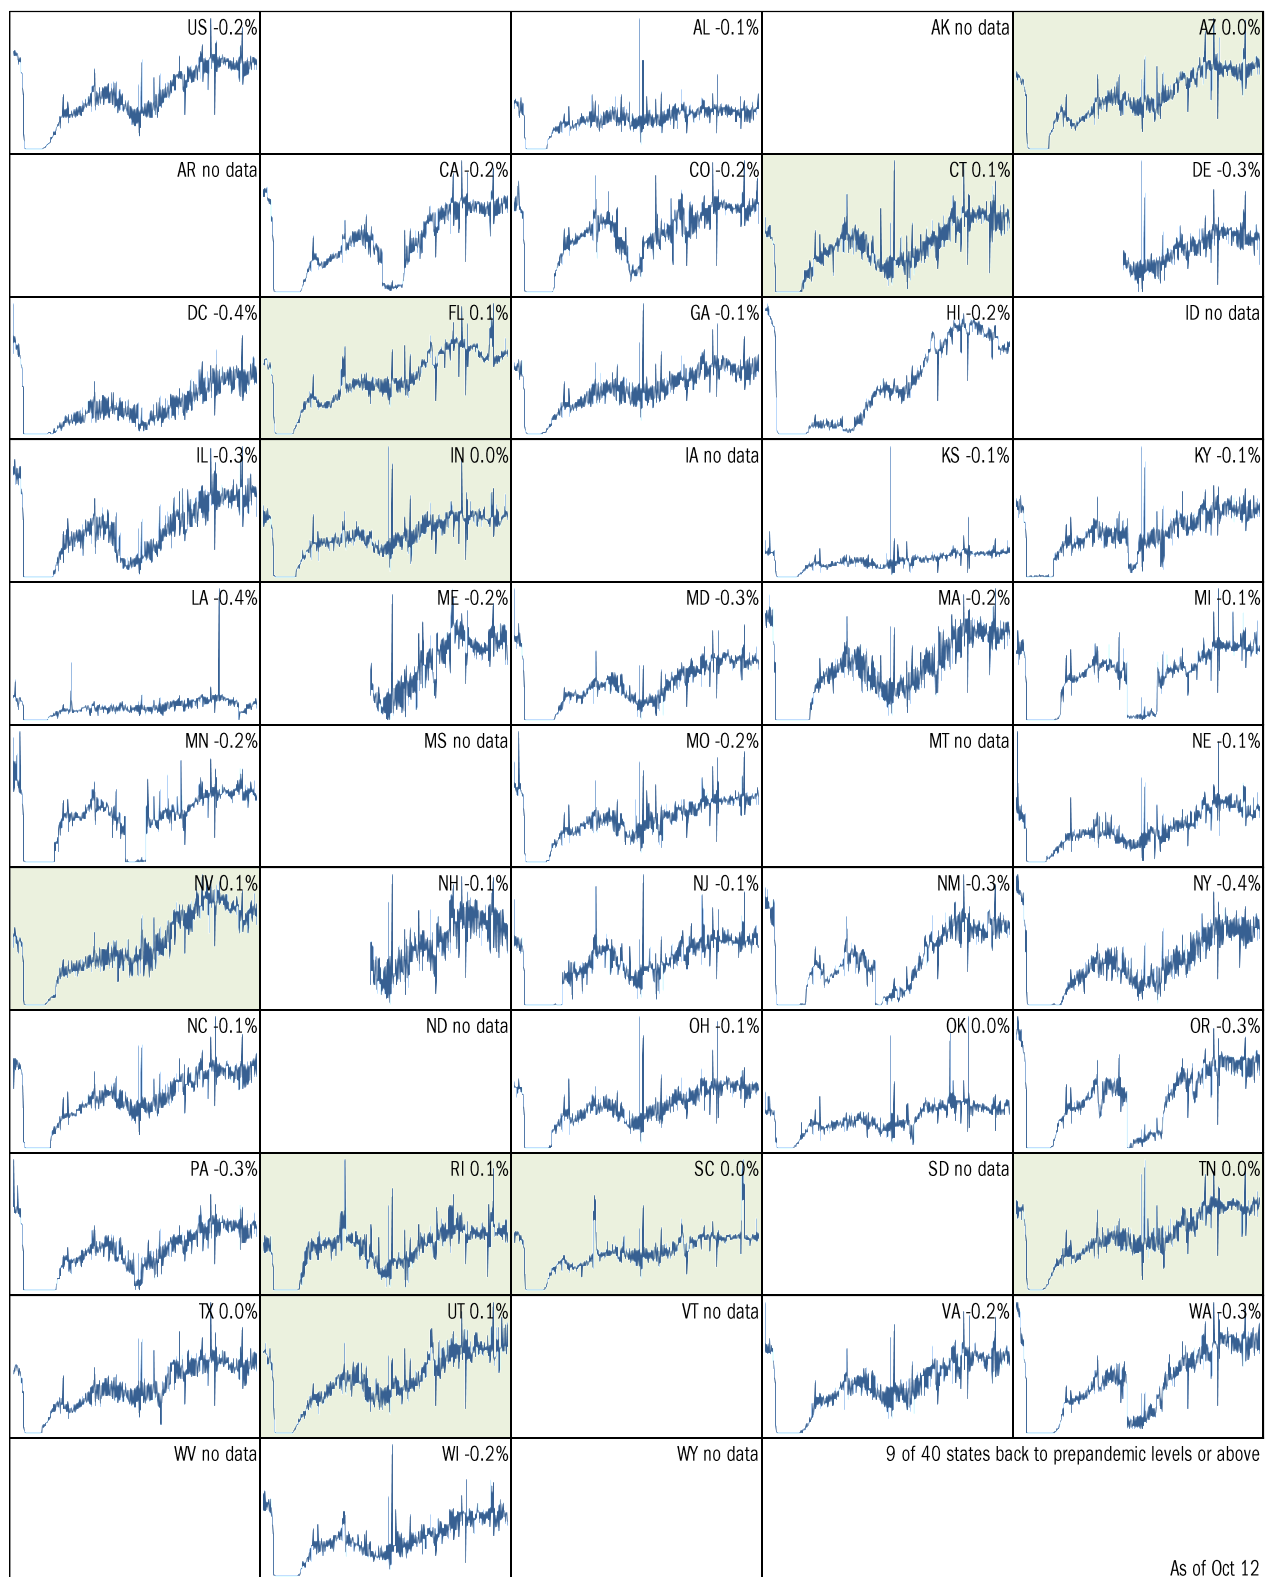 US -0.2%
AL -0.1%
AK no data
AZ 0.0%
AR no data
CA -0.2%
CO -0.2%
CT 0.1%
DE -0.3%
DC -0.4%
FL 0.1%
GA -0.1%
HI -0.2%
ID no data
IL -0.3%
IN 0.0%
IA no data
KS -0.1%
KY -0.1%
LA -0.4%
ME -0.2%
MD -0.3%
MA -0.2%
MI -0.1%
MN -0.2%
MS no data
MO -0.2%
MT no data
NE -0.1%
NV 0.1%
NH -0.1%
NJ -0.1%
NM -0.3%
NY -0.4%
NC -0.1%
ND no data
OH -0.1%
OK 0.0%
OR -0.3%
PA -0.3%
RI 0.1%
SC 0.0%
SD no data
TN 0.0%
TX 0.0%
UT 0.1%
VT no data
VA -0.2%
WA -0.3%
WV no data
WI -0.2%
WY no data
9 of 40 states back to prepandemic levels or above
As of Oct 12